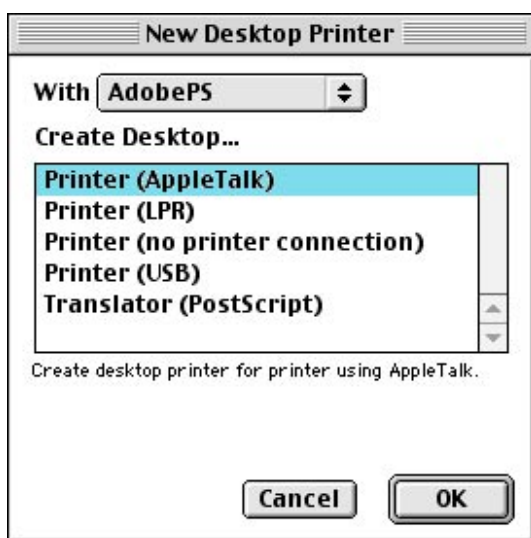 New Desktop Printer
With AdobePS
Create Desktop...
Printer (AppleTalk)
Printer (LPR)
Printer (no printer connection)
Printer (USB)
Translator (PostScript)
Create desktop printer for printer using AppleTalk.
Cancel OK